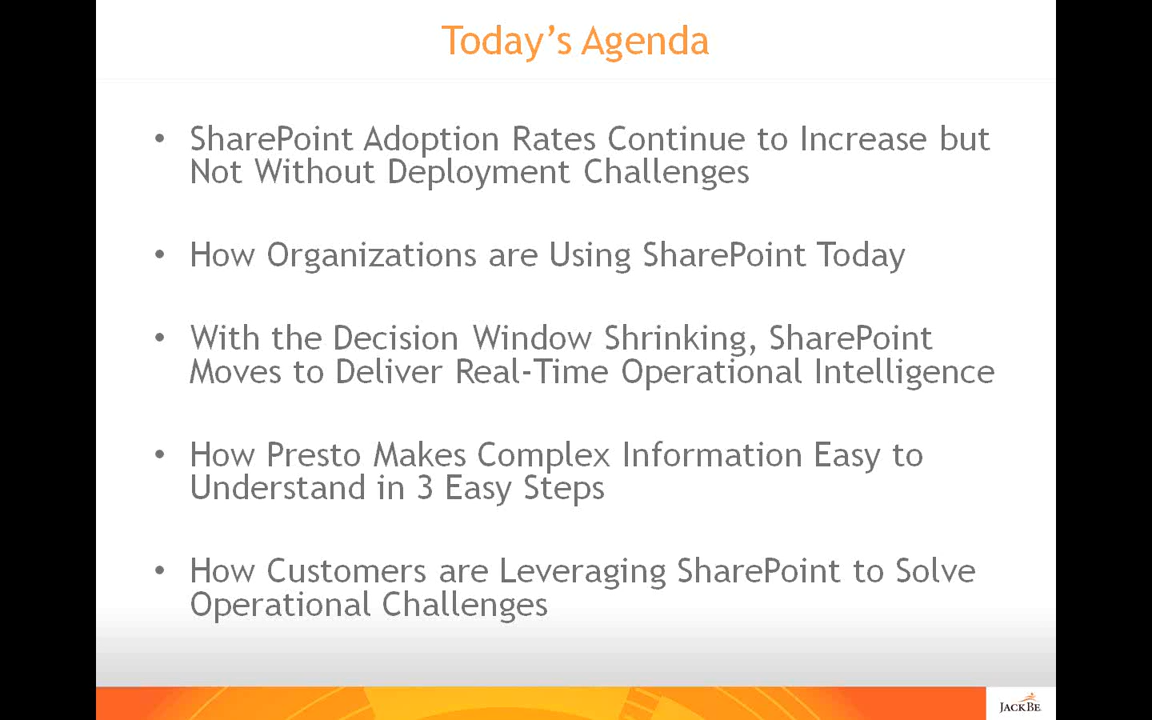 Today's Agenda
• SharePoint Adoption Rates Continue to Increase but
Not Without Deployment Challenges
• How Organizations are Using SharePoint Today
• With the Decision Window Shrinking, SharePoint
Moves to Deliver Real-Time Operational Intelligence
• How Presto Makes Complex Information Easy to
Understand in 3 Easy Steps
• How Customers are Leveraging SharePoint to Solve
Operational Challenges
JACKBE